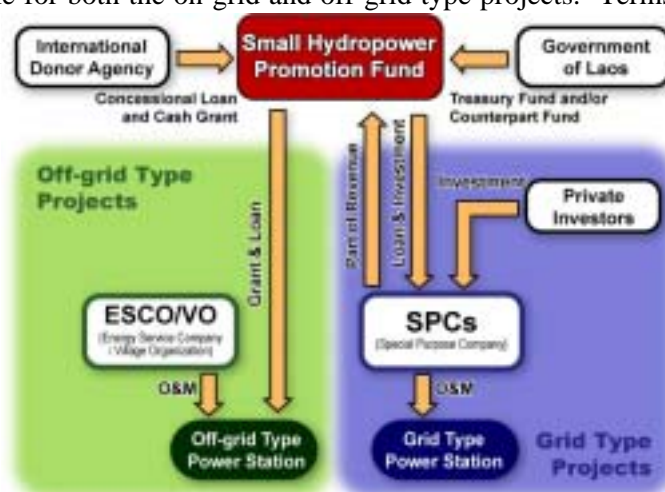 e for both the on-grid and off-grid type projects. Terms
International
Donor Agency
Small Hydropower
Promotion Fund
Government
of Laos
Concessional Loan
and Cash Grant
Treasury Fund and/or
Counterpart Fund
Off-grid Type
Projects
Grant & Loan
Part of Revenue
Loan & Investment
Investment
Private
Investors
ESCO/VO
(Energy Service Company
/ Village Organization)
SPCs
(Special Purpose Company)
O&M
O&M
Off-grid Type
Power Station
Grid Type
Power Station
Grid Type
Projects